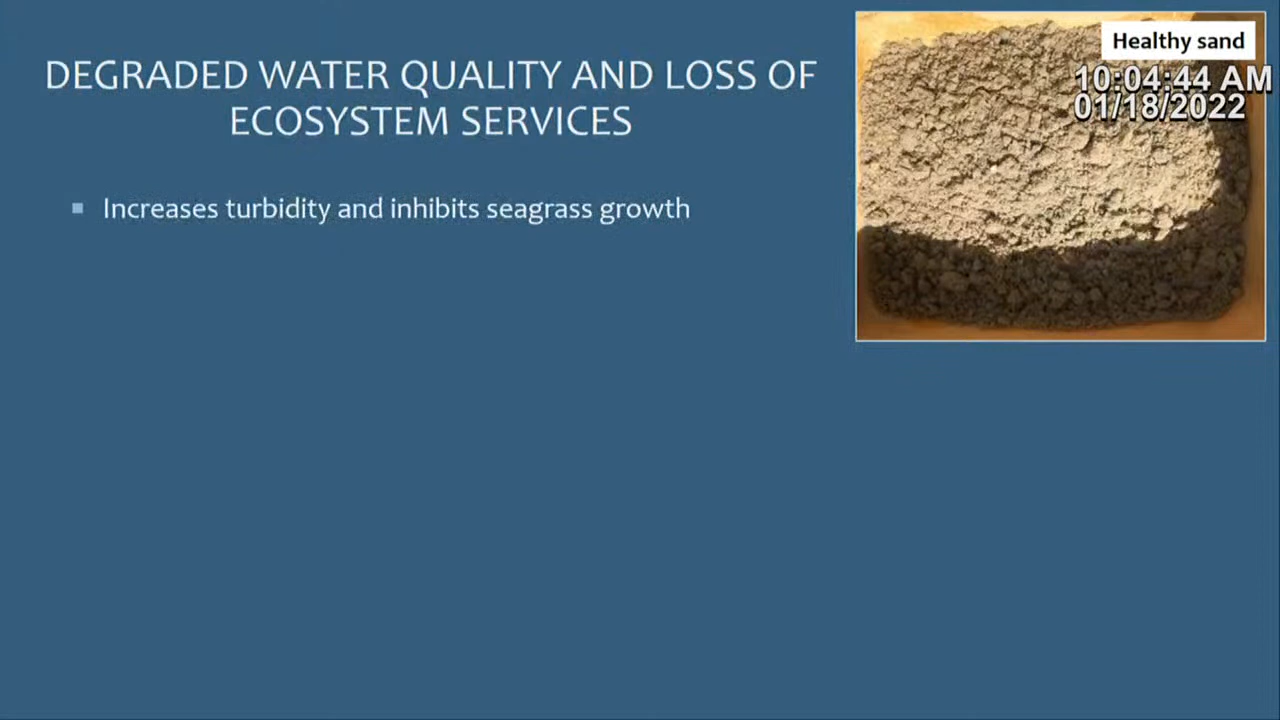 DEGRADED WATER QUALITY AND LOSS OF
ECOSYSTEM SERVICES
Increases turbidity and inhibits seagrass growth
Healthy sand
10:04:44 AM
01/18/2022